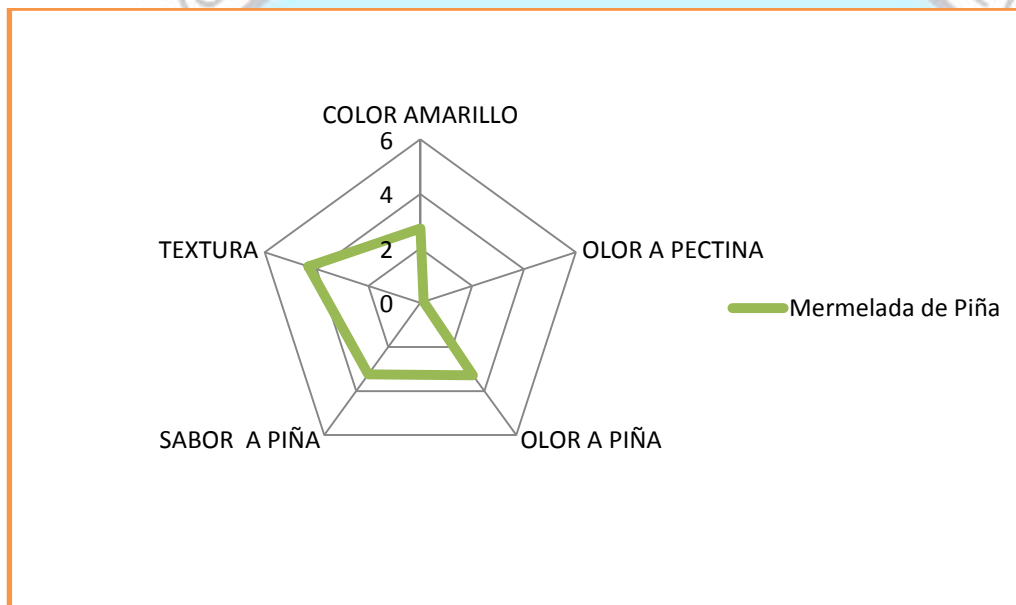 COLOR AMARILLO
6
4
2
0
TEXTURA
OLOR A PECTINA
Mermelada de Piña
SABOR  A PIÑA
OLOR A PIÑA